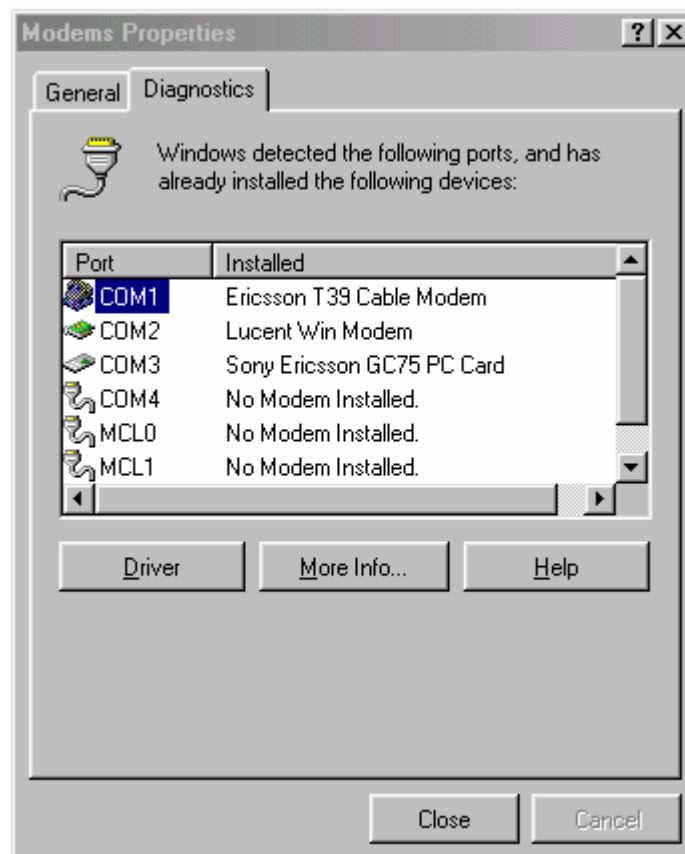 Modems Properties
General Diagnostics
Windows detected the following ports, and has
already installed the following devices:
Port Installed
COM1 Ericsson T39 Cable Modem
COM2 Lucent Win Modem
COM3 Sony Ericsson GC75 PC Card
COM4 No Modem Installed.
MCL0 No Modem Installed.
MCL1 No Modem Installed.
Driver More Info... Help
Close Cancel